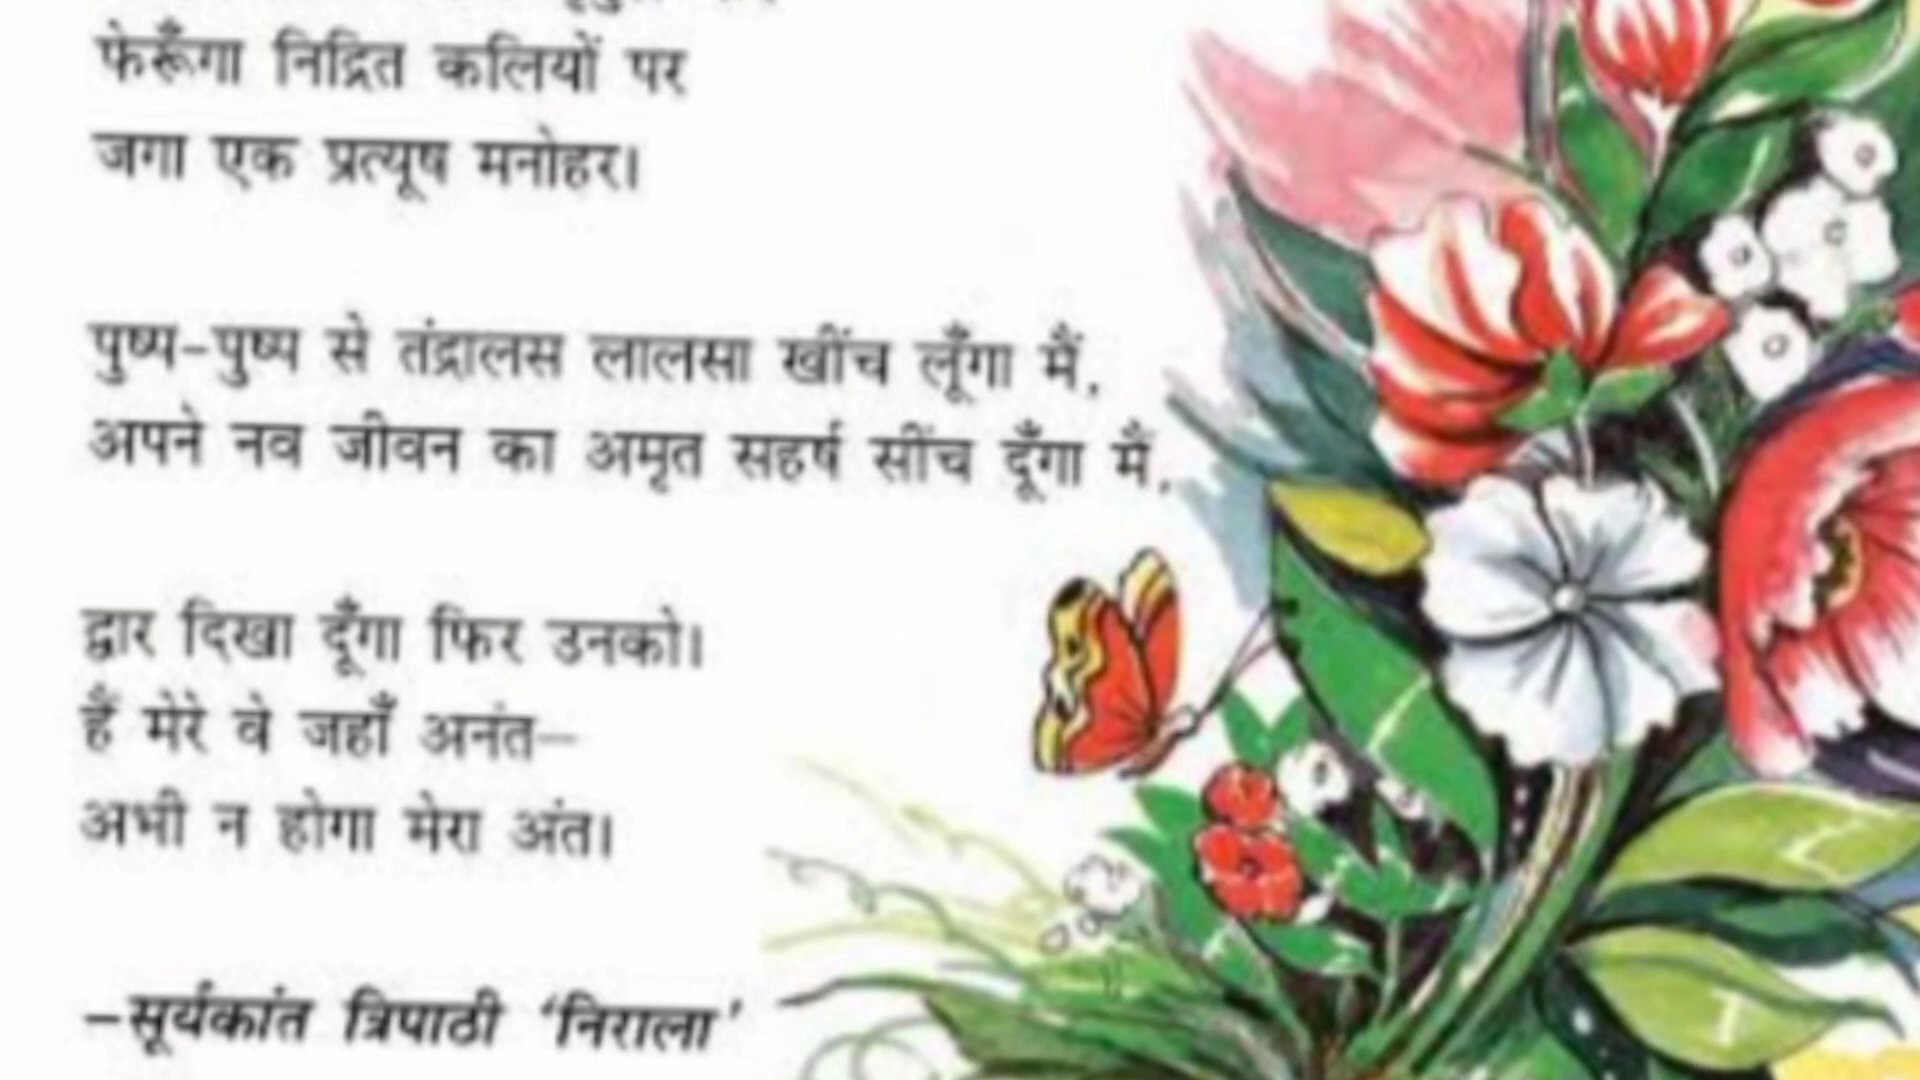 फेरूँगा निद्रित कलियों पर
जगा एक प्रत्यूष मनोहर।
पुष्प-पुष्प से तंद्रालस लालसा खींच लूँगा मैं,
अपने नव जीवन का अमृत सहर्ष सींच दूँगा मैं,
द्वार दिखा दूँगा फिर उनको।
हैं मेरे वे जहाँ अनंत—
अभी न होगा मेरा अंत।
—सूर्यकांत त्रिपाठी ‘निराला’